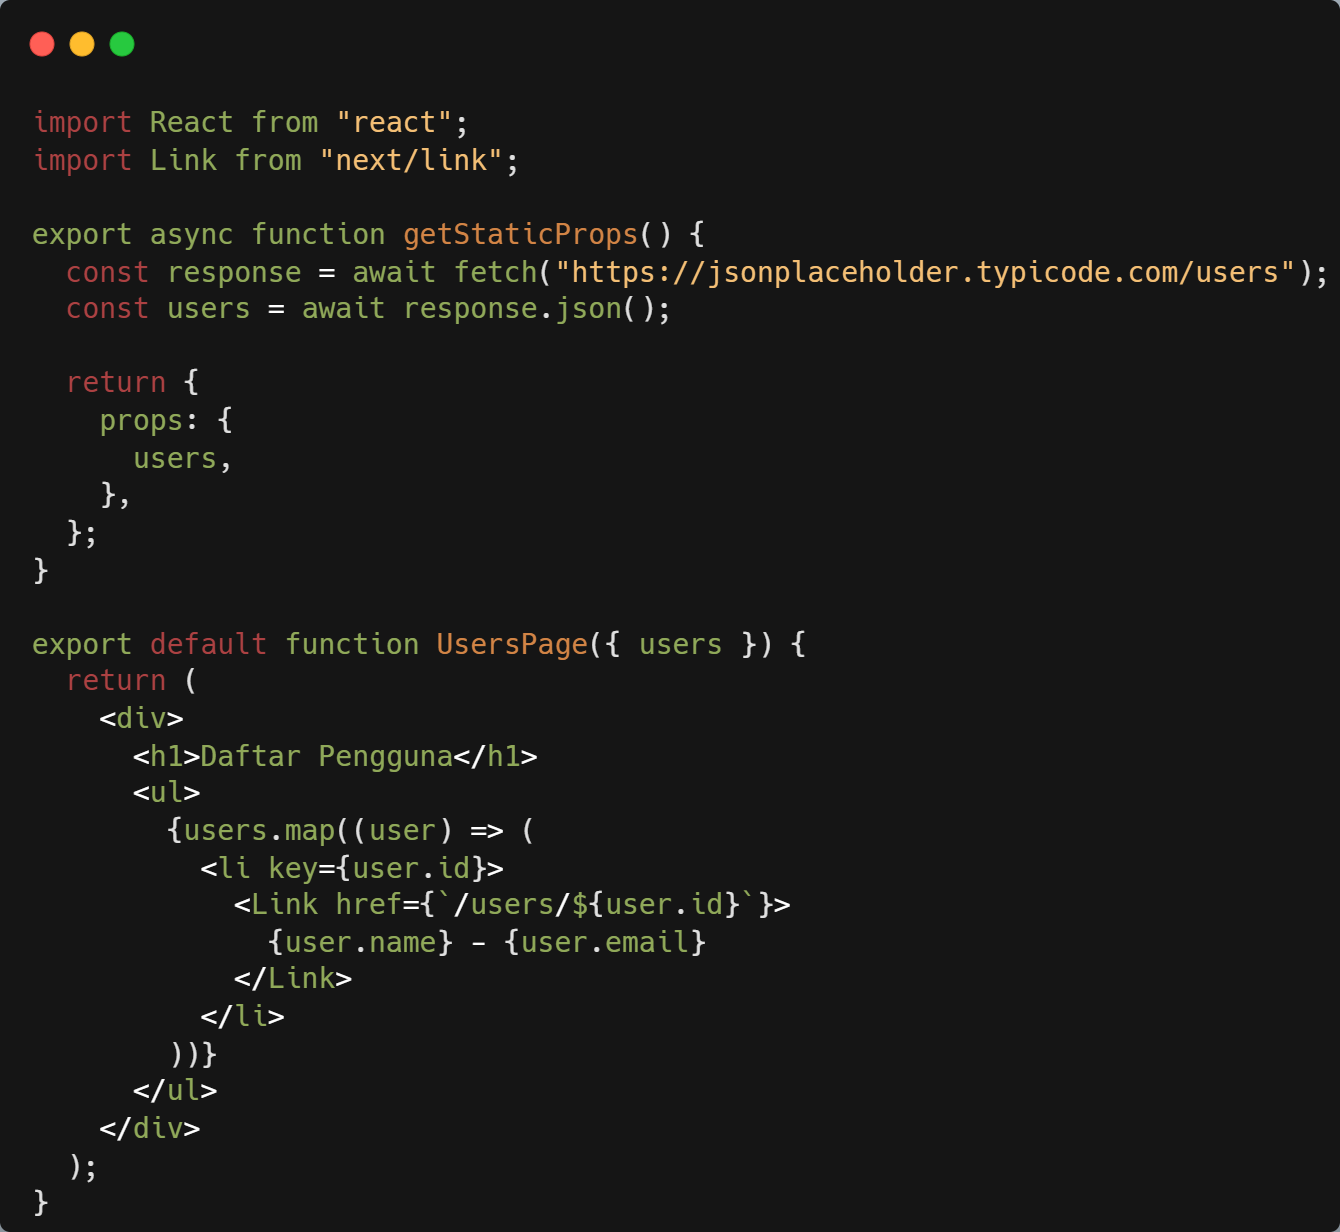 import React from "react";
import Link from "next/link";

export async function getStaticProps() {
  const response = await fetch("https://jsonplaceholder.typicode.com/users");
  const users = await response.json();

  return {
    props: {
      users,
    },
  };
}

export default function UsersPage({ users }) {
  return (
    <div>
      <h1>Daftar Pengguna</h1>
      <ul>
        {users.map((user) => (
          <li key={user.id}>
            <Link href={`/users/${user.id}`}>
              {user.name} - {user.email}
            </Link>
          </li>
        ))}
      </ul>
    </div>
  );
}